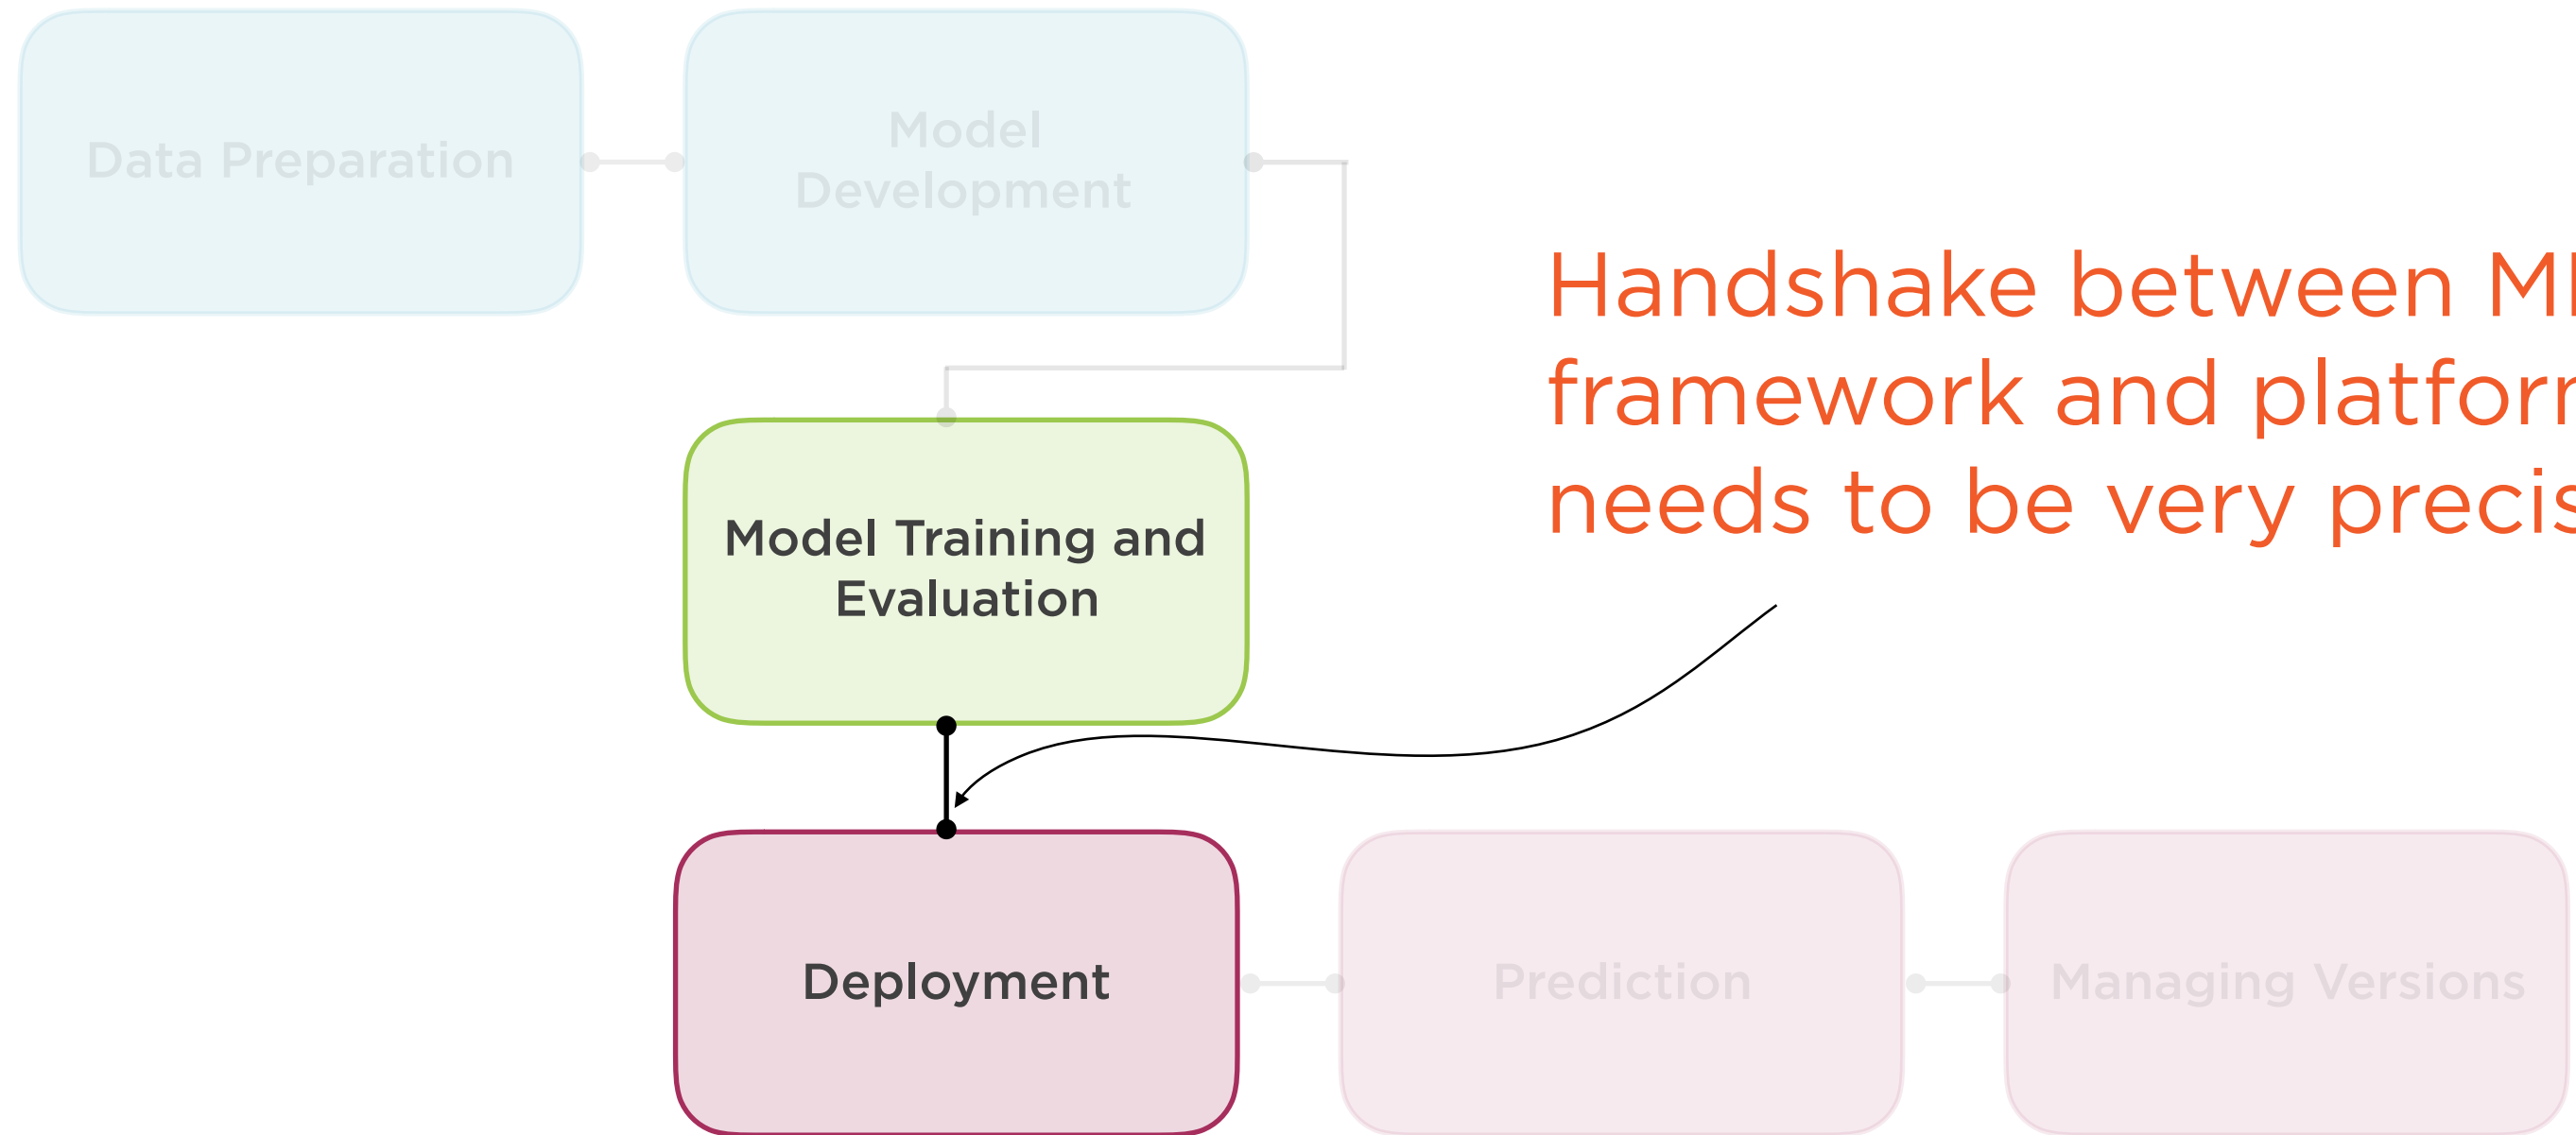 Data Preparation
Model
Development
Handshake between
framework and
needs to be very
Model Training and
Evaluation
Deployment
Prediction
Managing Versions